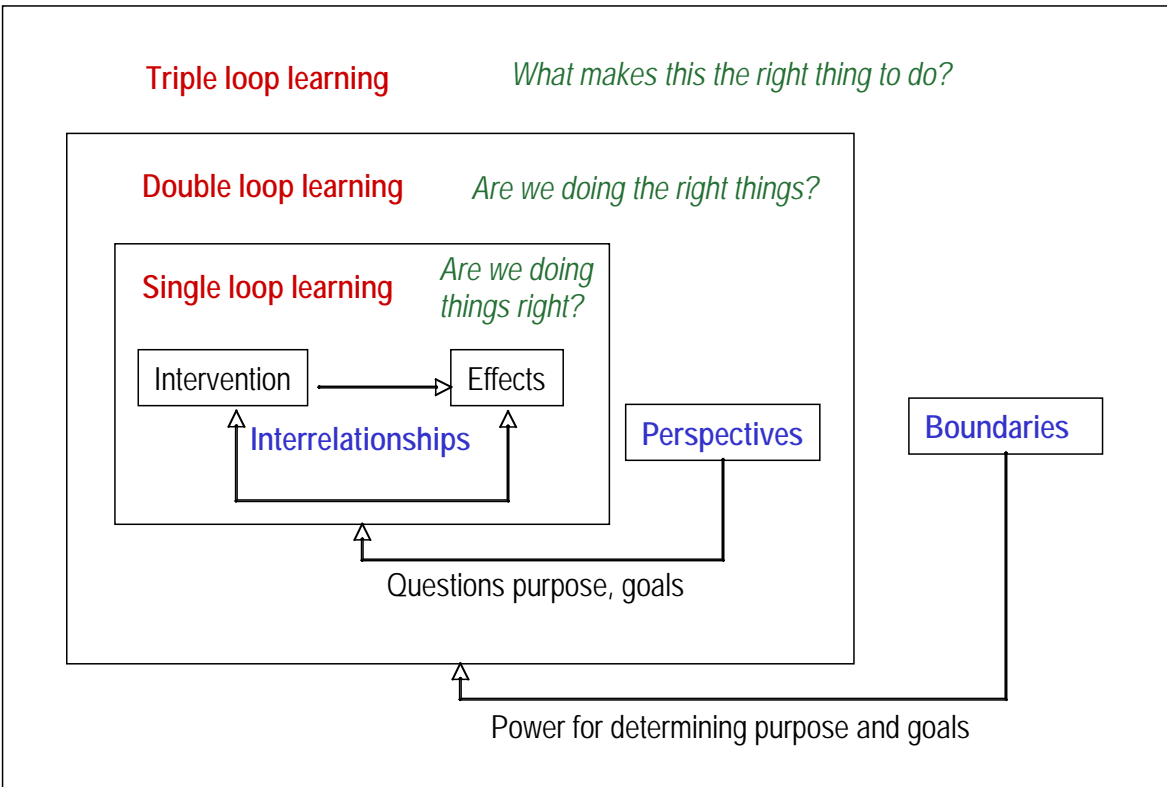 Triple loop learning
What makes this the right thing to do?
Double loop learning
Are we doing the right things?
Single loop learning
Are we doing
things right?
Intervention
Effects
Interrelationships
Perspectives
Boundaries
Questions purpose, goals
Power for determining purpose and goals